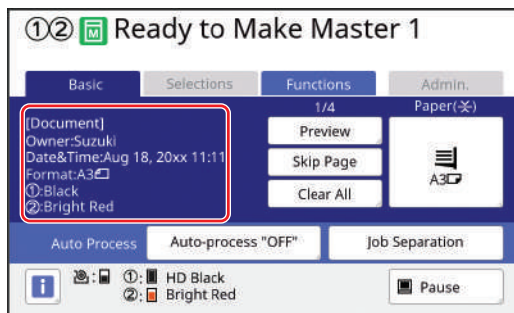 ①② M Ready to Make Master 1
Basic Selections Functions Admin.
1/4 Paper(
[Document]
Owner:Suzuki
Date&Time:Aug 18, 20xx 11:11
Format:A3
①:Black
②:Bright Red
Preview
Skip Page
Clear All
A3
Auto Process Auto-process "OFF" Job Separation
i ①: HD Black
②: Bright Red
Pause